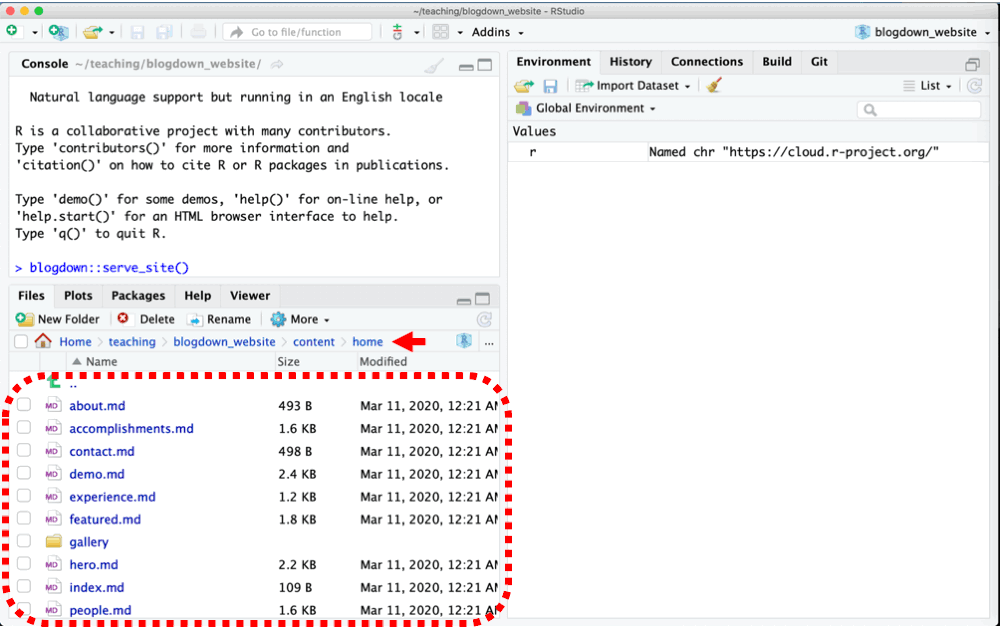 ~/teaching/blogdown_website - RStudio
Go to file/function
Addins
blogdown_website
Console ~/teaching/blogdown_website/
Natural language support but running in an English locale
R is a collaborative project with many contributors.
Type 'contributors()' for more information and
'citation()' on how to cite R or R packages in publications.
Type 'demo()' for some demos, 'help()' for on-line help, or
'help.start()' for an HTML browser interface to help.
Type 'q()' to quit R.
> blogdown::serve_site()
Environment History Connections Build Git
Import Dataset List
Global Environment
Values
r Named chr "https://cloud.r-project.org/"
Files Plots Packages Help Viewer
New Folder Delete Rename More
Home > teaching > blogdown_website > content > home ...
Name Size Modified
..
MD about.md 493 B Mar 11, 2020, 12:21 AM
MD accomplishments.md 1.6 KB Mar 11, 2020, 12:21 AM
MD contact.md 498 B Mar 11, 2020, 12:21 AM
MD demo.md 2.4 KB Mar 11, 2020, 12:21 AM
MD experience.md 1.2 KB Mar 11, 2020, 12:21 AM
MD featured.md 1.8 KB Mar 11, 2020, 12:21 AM
gallery
MD hero.md 2.2 KB Mar 11, 2020, 12:21 AM
MD index.md 109 B Mar 11, 2020, 12:21 AM
MD people.md 1.6 KB Mar 11, 2020, 12:21 AM